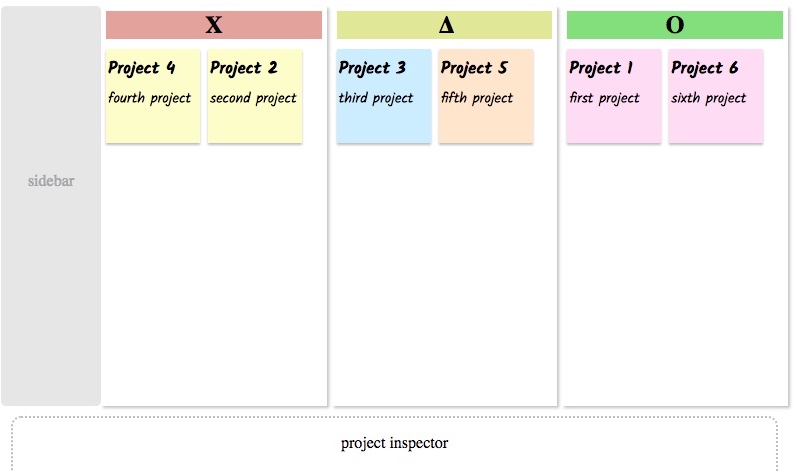 X
Δ
O
Project 4
fourth project
Project 2
second project
Project 3
third project
Project 5
fifth project
Project 1
first project
Project 6
sixth project
sidebar
project inspector